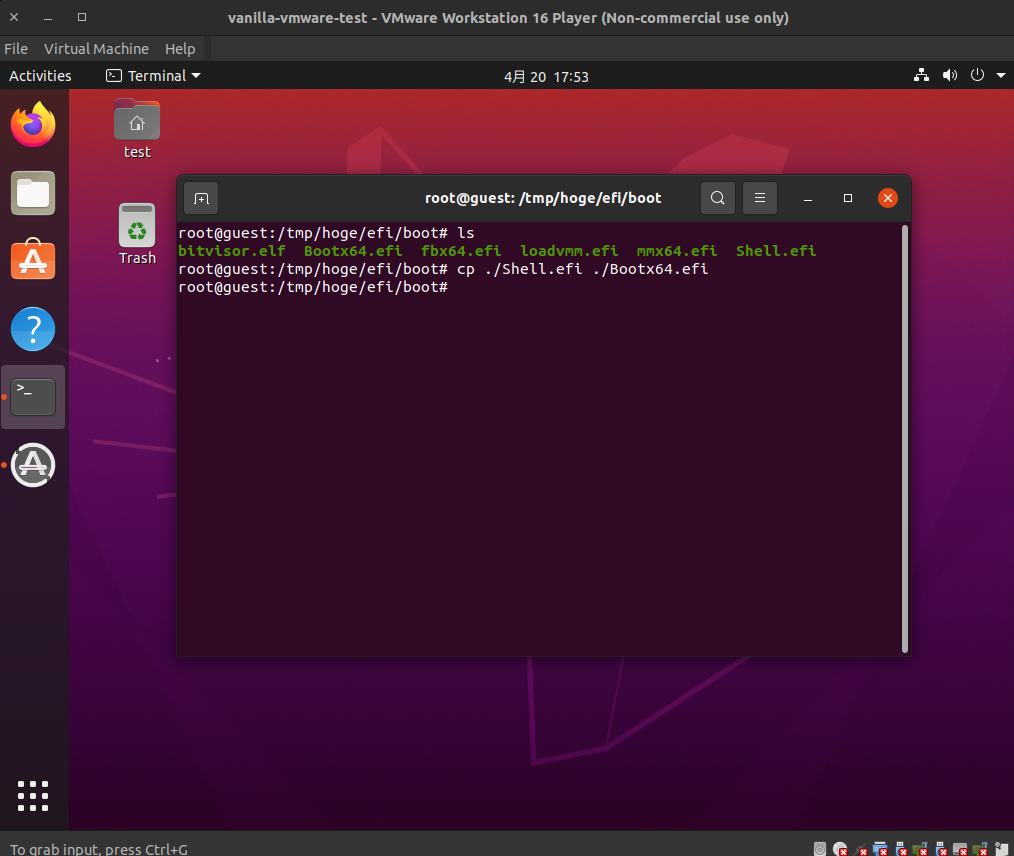 vanilla-vmware-test - VMware Workstation 16 Player (Non-commercial use only)
File Virtual Machine Help
Activities Terminal 4月 20 17:53
test
Trash
root@guest: /tmp/hoge/efi/boot
root@guest:/tmp/hoge/efi/boot# ls
bitvisor.elf Bootx64.efi fbx64.efi loadvmm.efi mmx64.efi Shell.efi
root@guest:/tmp/hoge/efi/boot# cp ./Shell.efi ./Bootx64.efi
root@guest:/tmp/hoge/efi/boot#
To grab input, press Ctrl+G